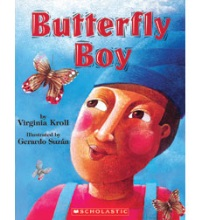 Butterfly
Boy
by
Virginia Kroll
Illustrated by
Gerardo Suzán
SCHOLASTIC